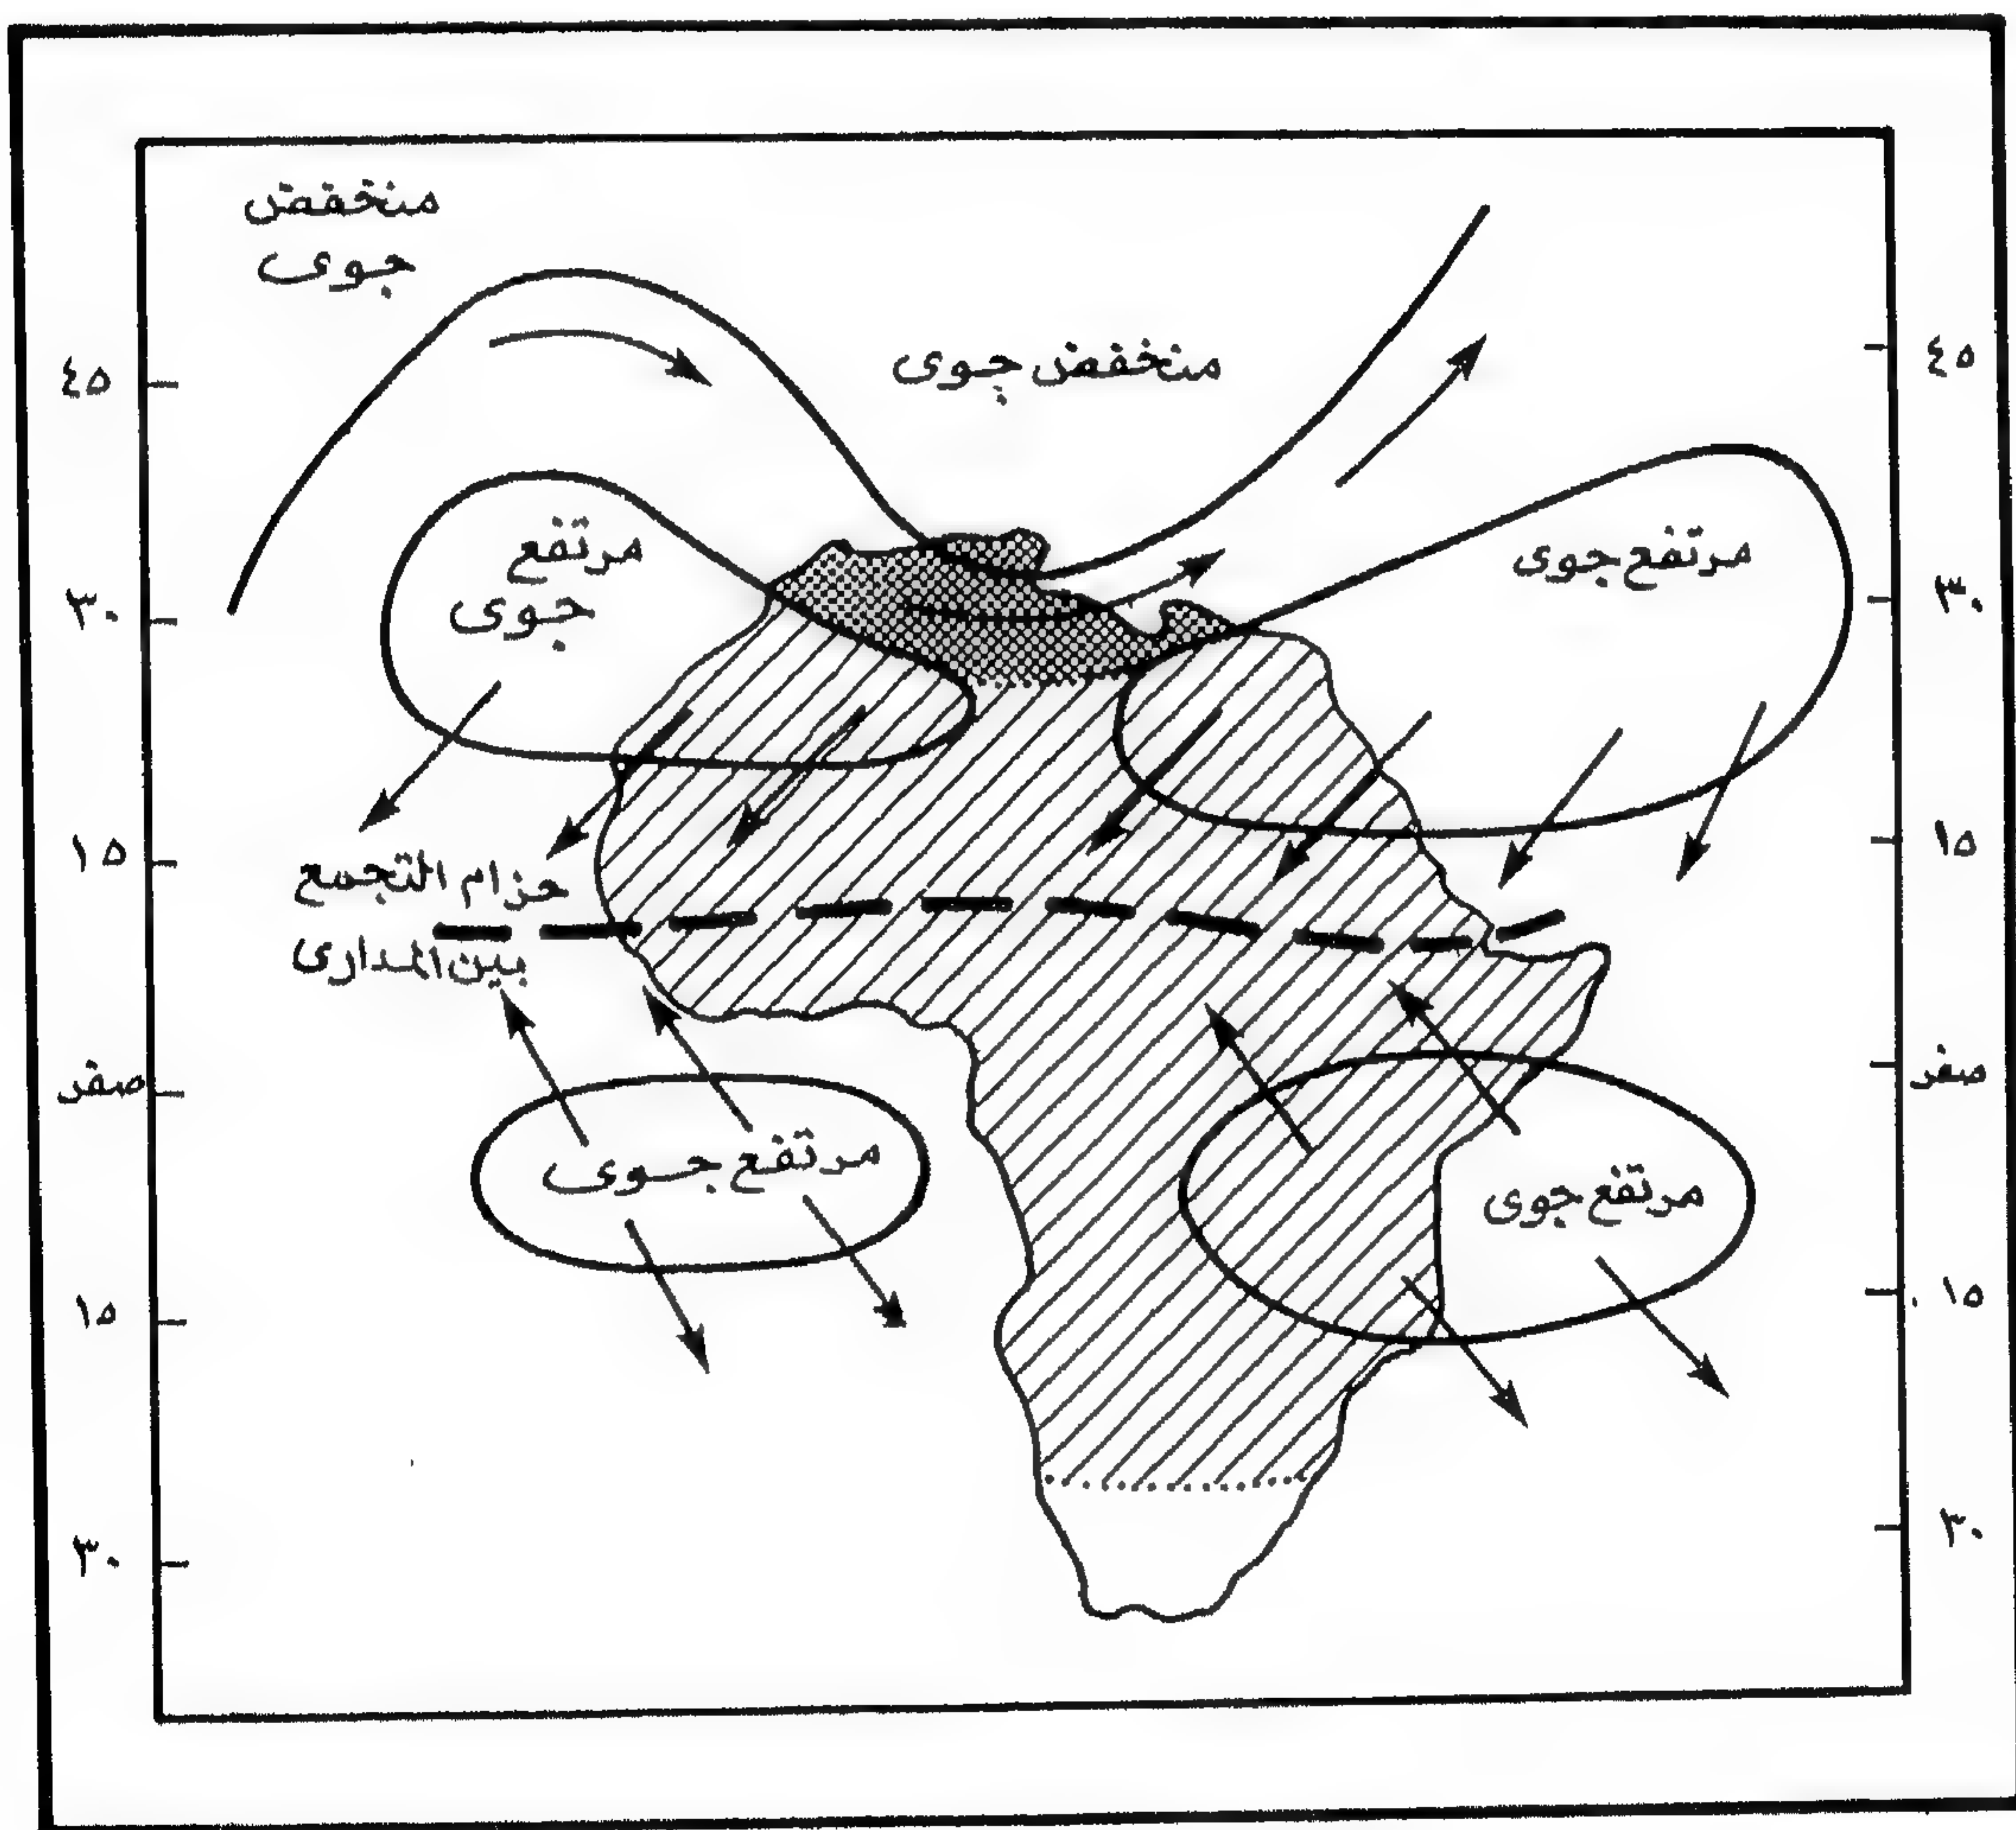 منخفض
جوى
٤٥
منخفض جوى
٤٥
مرتفع
جوى
مرتفع جوى
٣٠
٣٠
١٥
حزام التجمع
بين المدارى
١٥
صفر
صفر
مرتفع جوى
مرتفع جوى
١٥
١٥
٣٠
٣٠